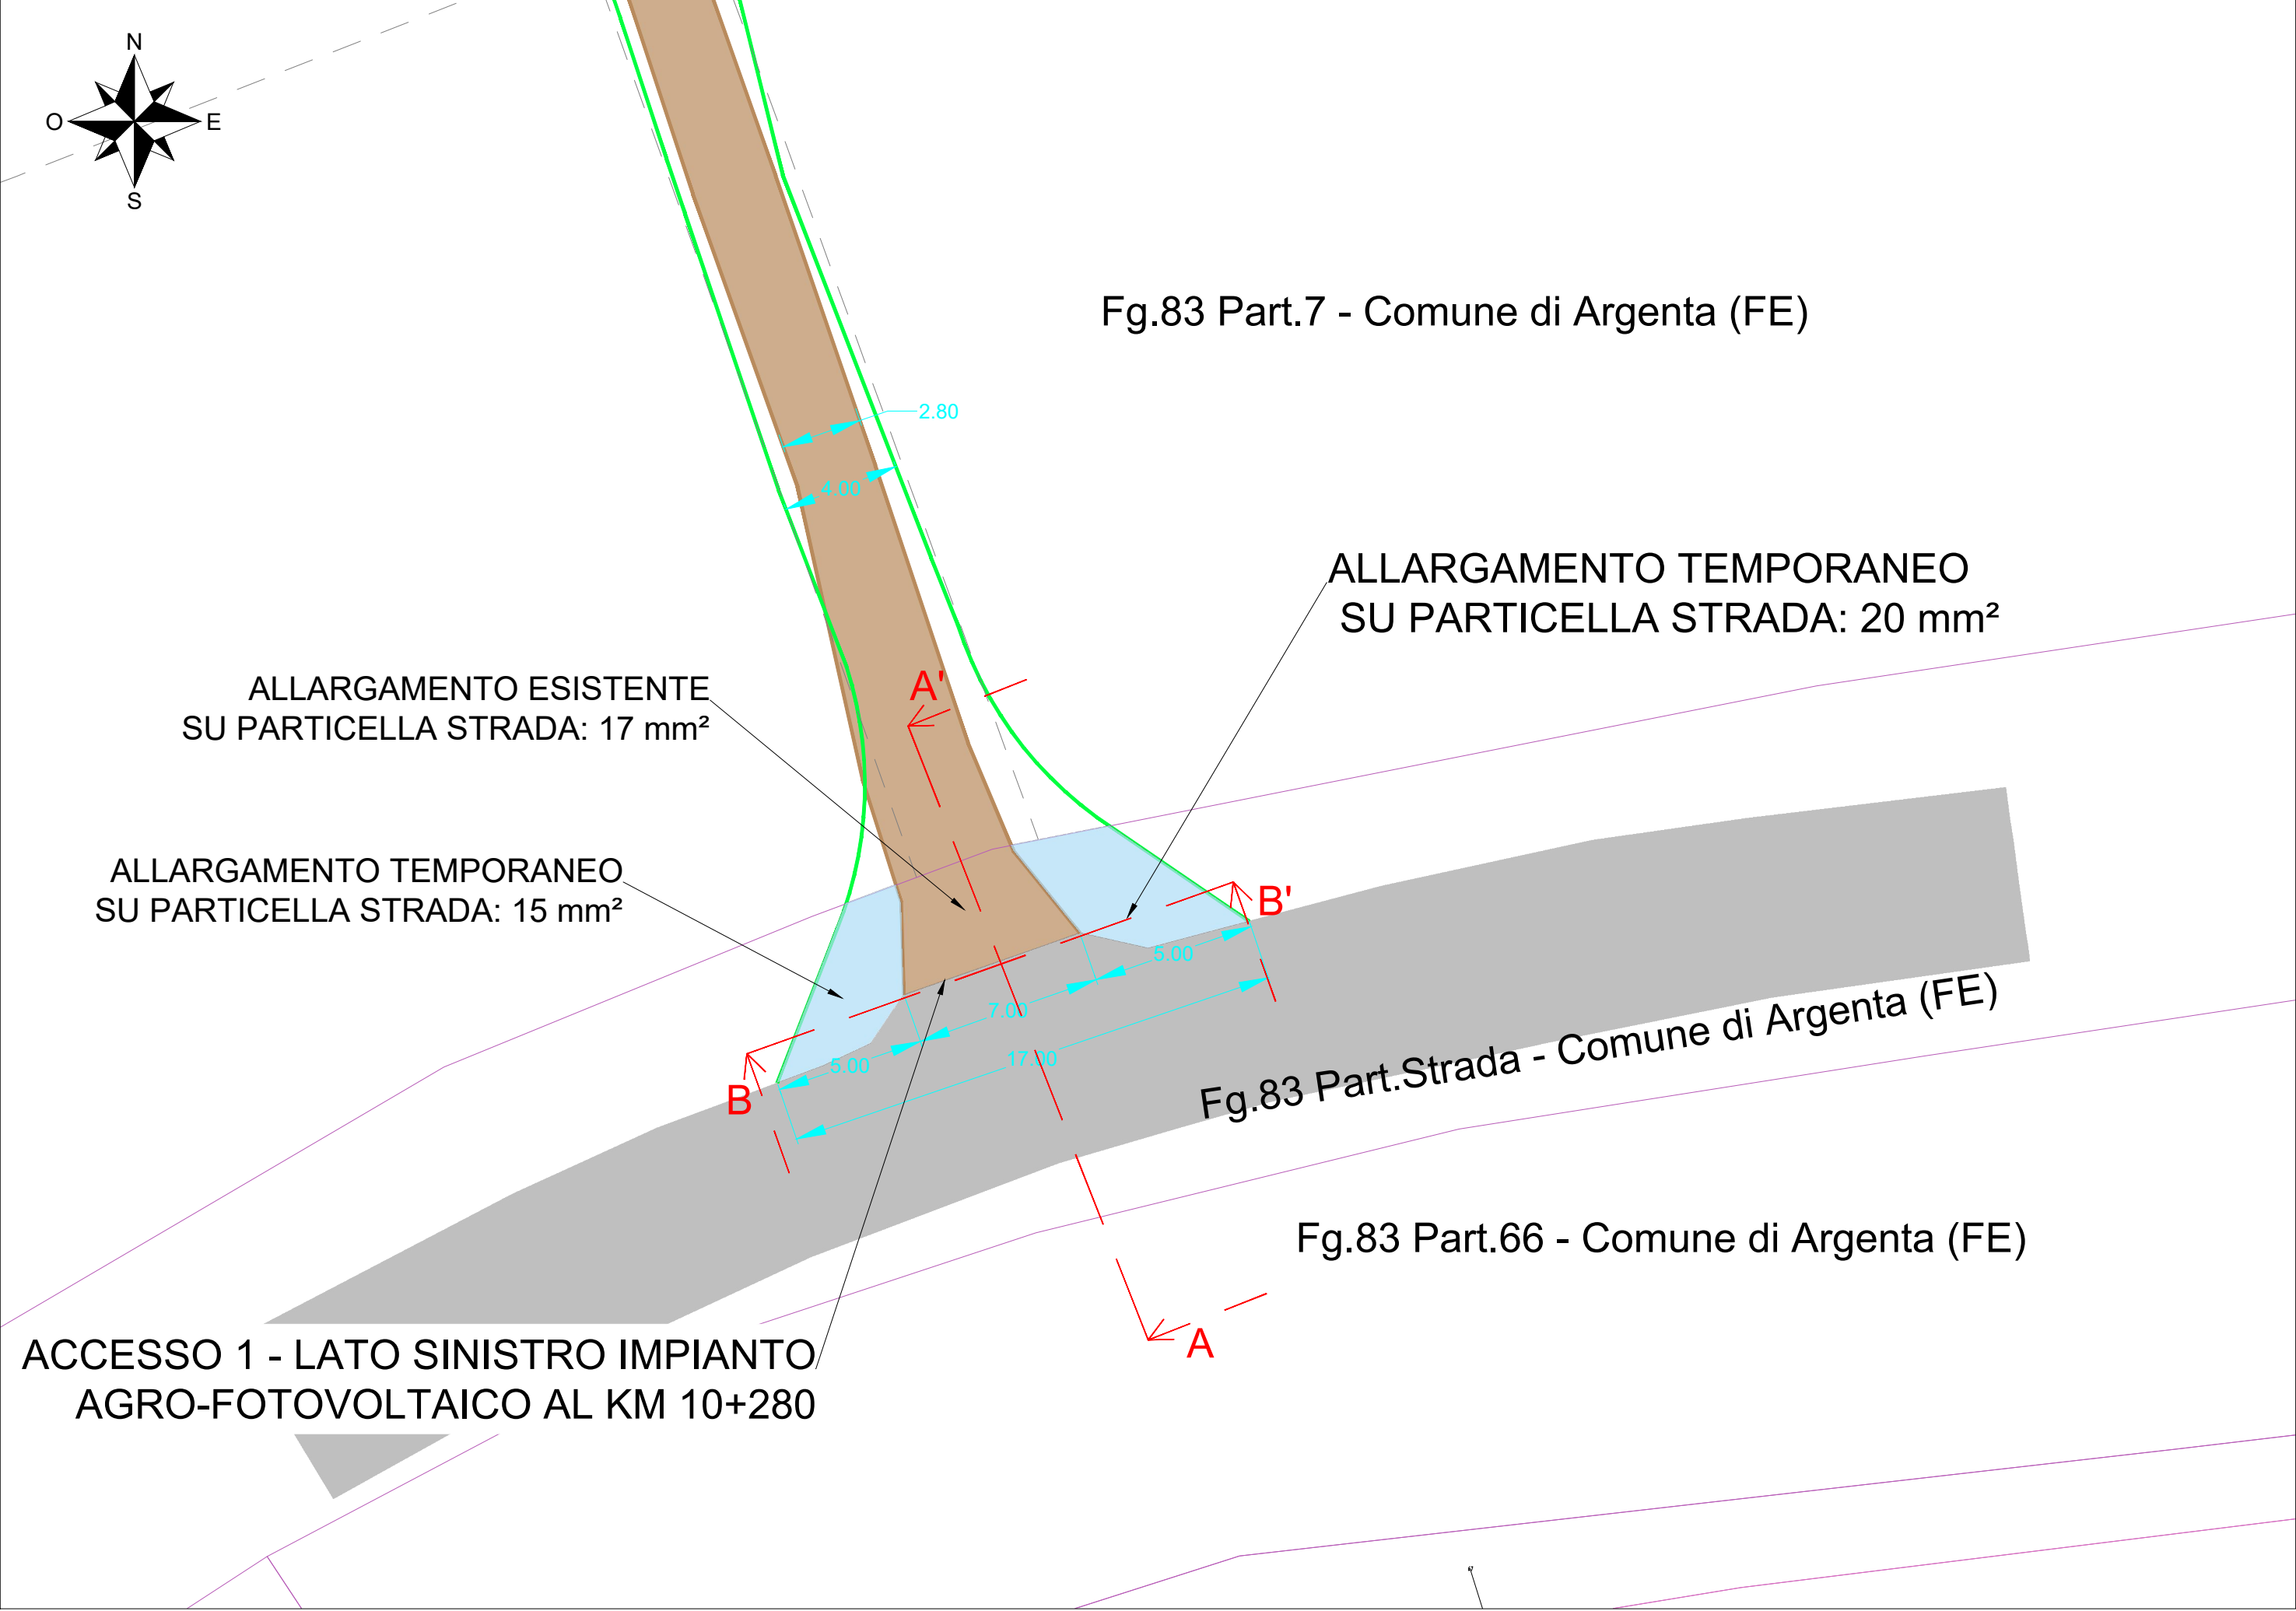 N
O
E
S
Fg.83 Part.7 - Comune di Argenta (FE)
2.80
4.00
ALLARGAMENTO TEMPORANEO
SU PARTICELLA STRADA: 20 mm²
ALLARGAMENTO ESISTENTE
SU PARTICELLA STRADA: 17 mm²
A'
ALLARGAMENTO TEMPORANEO
SU PARTICELLA STRADA: 15 mm²
B'
5.00
7.00
5.00
17.00
B
Fg.83 Part.Strada - Comune di Argenta (FE)
Fg.83 Part.66 - Comune di Argenta (FE)
A
ACCESSO 1 - LATO SINISTRO IMPIANTO
AGRO-FOTOVOLTAICO AL KM 10+280